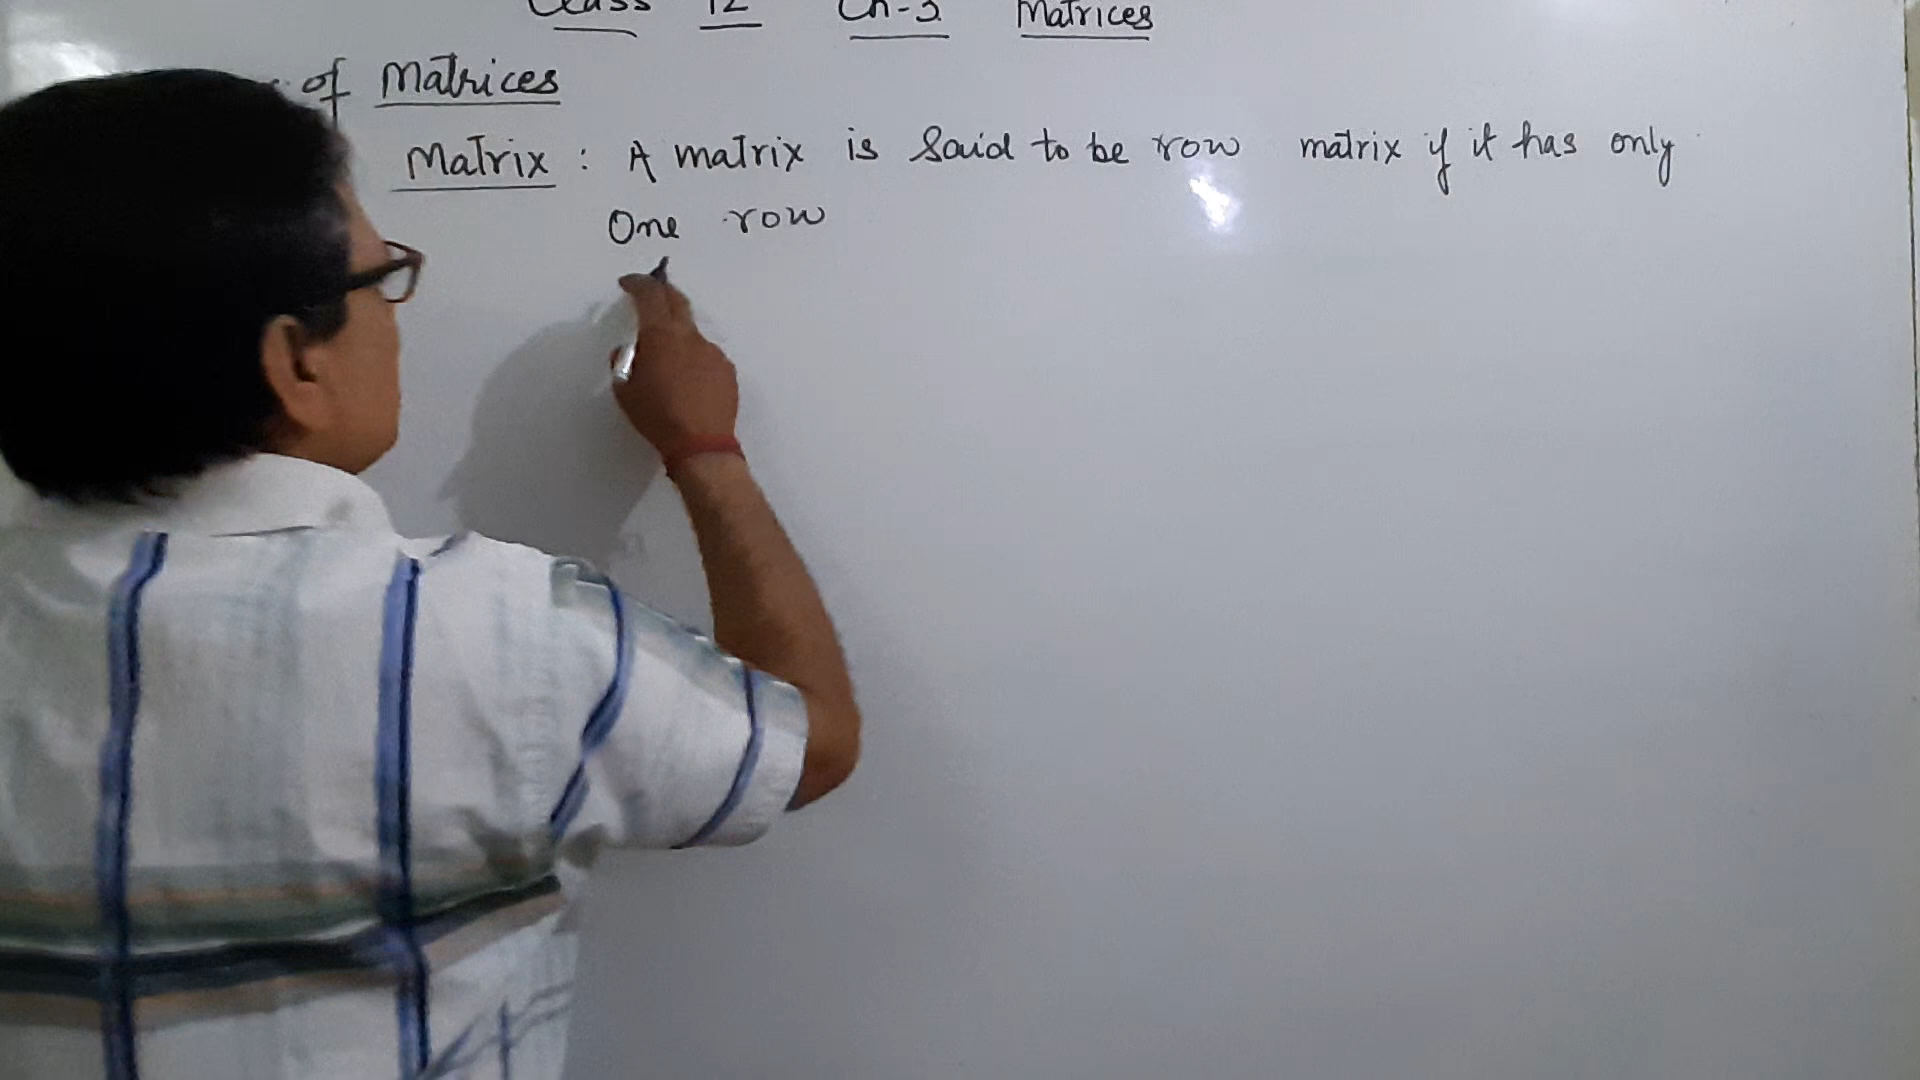 Class 12 Ch-3 Matrices
of Matrices
Matrix : A matrix is said to be row matrix if it has only
One row